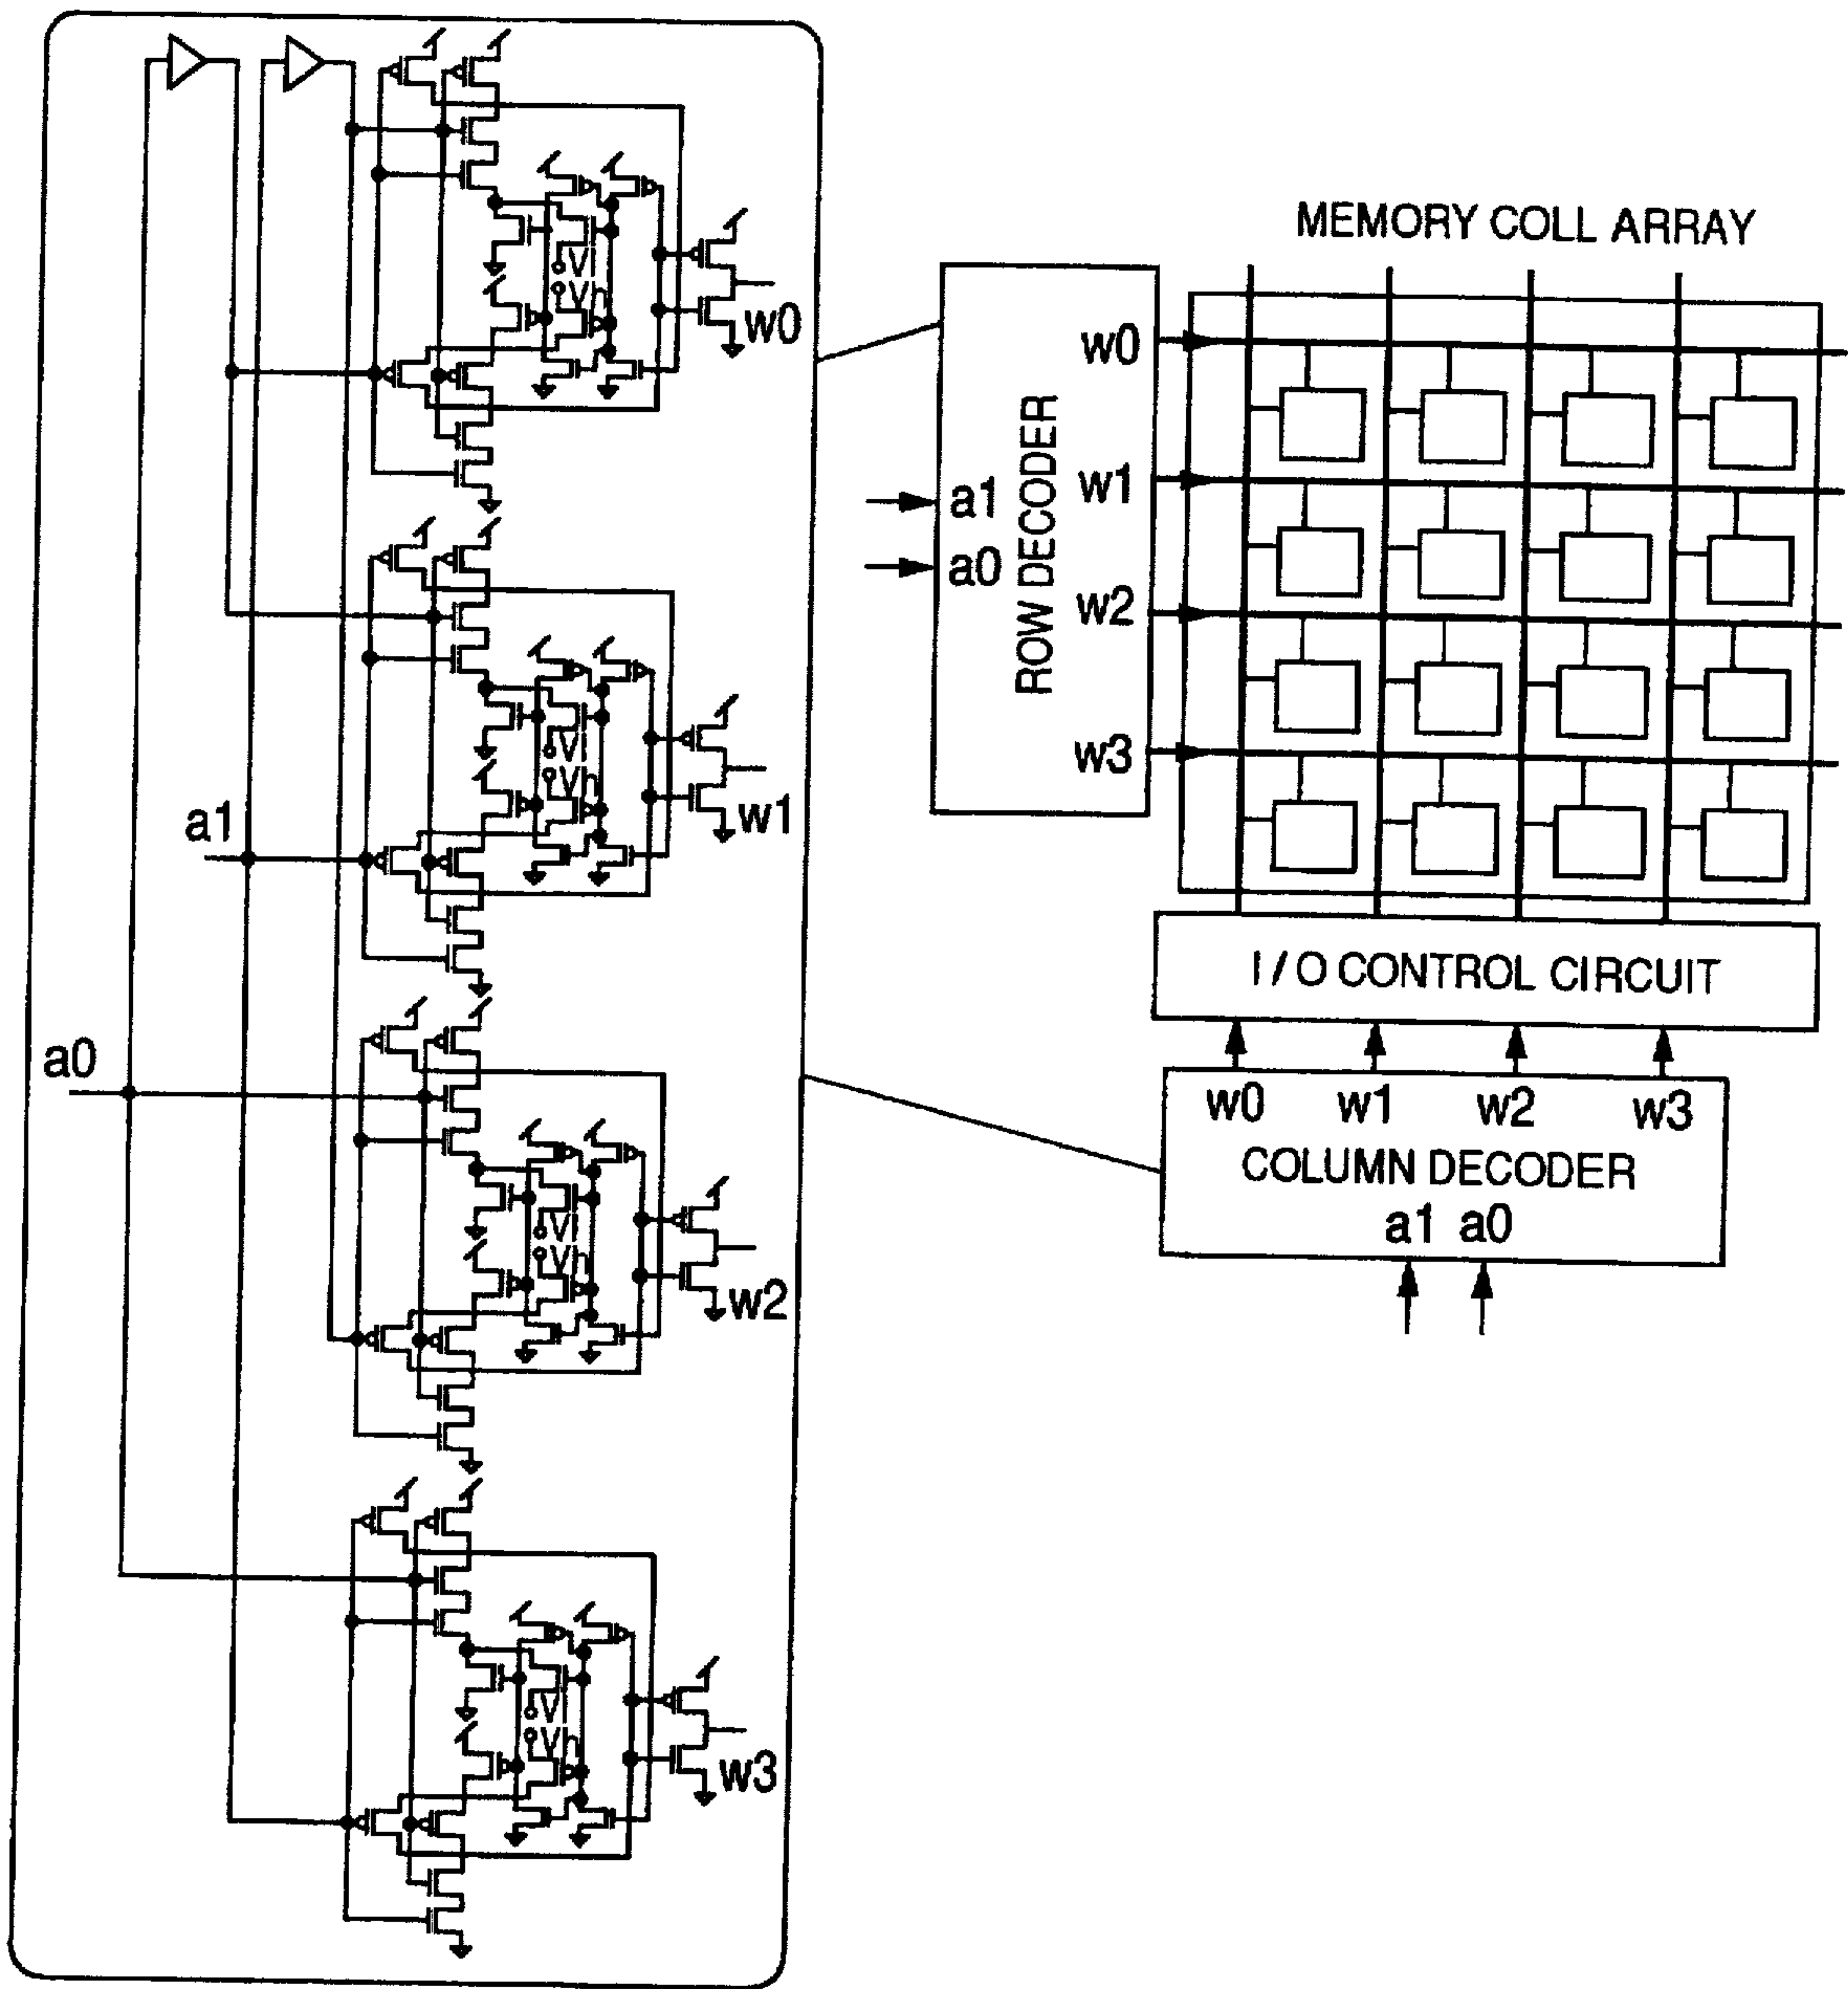 w0
Vl
Vh
w1
Vl
Vh
a1
a0
w2
Vl
Vh
w3
Vl
Vh
MEMORY COLL ARRAY
ROW DECODER
a1
a0
w0
w1
w2
w3
I / O CONTROL CIRCUIT
w0 w1 w2 w3
COLUMN DECODER
a1 a0